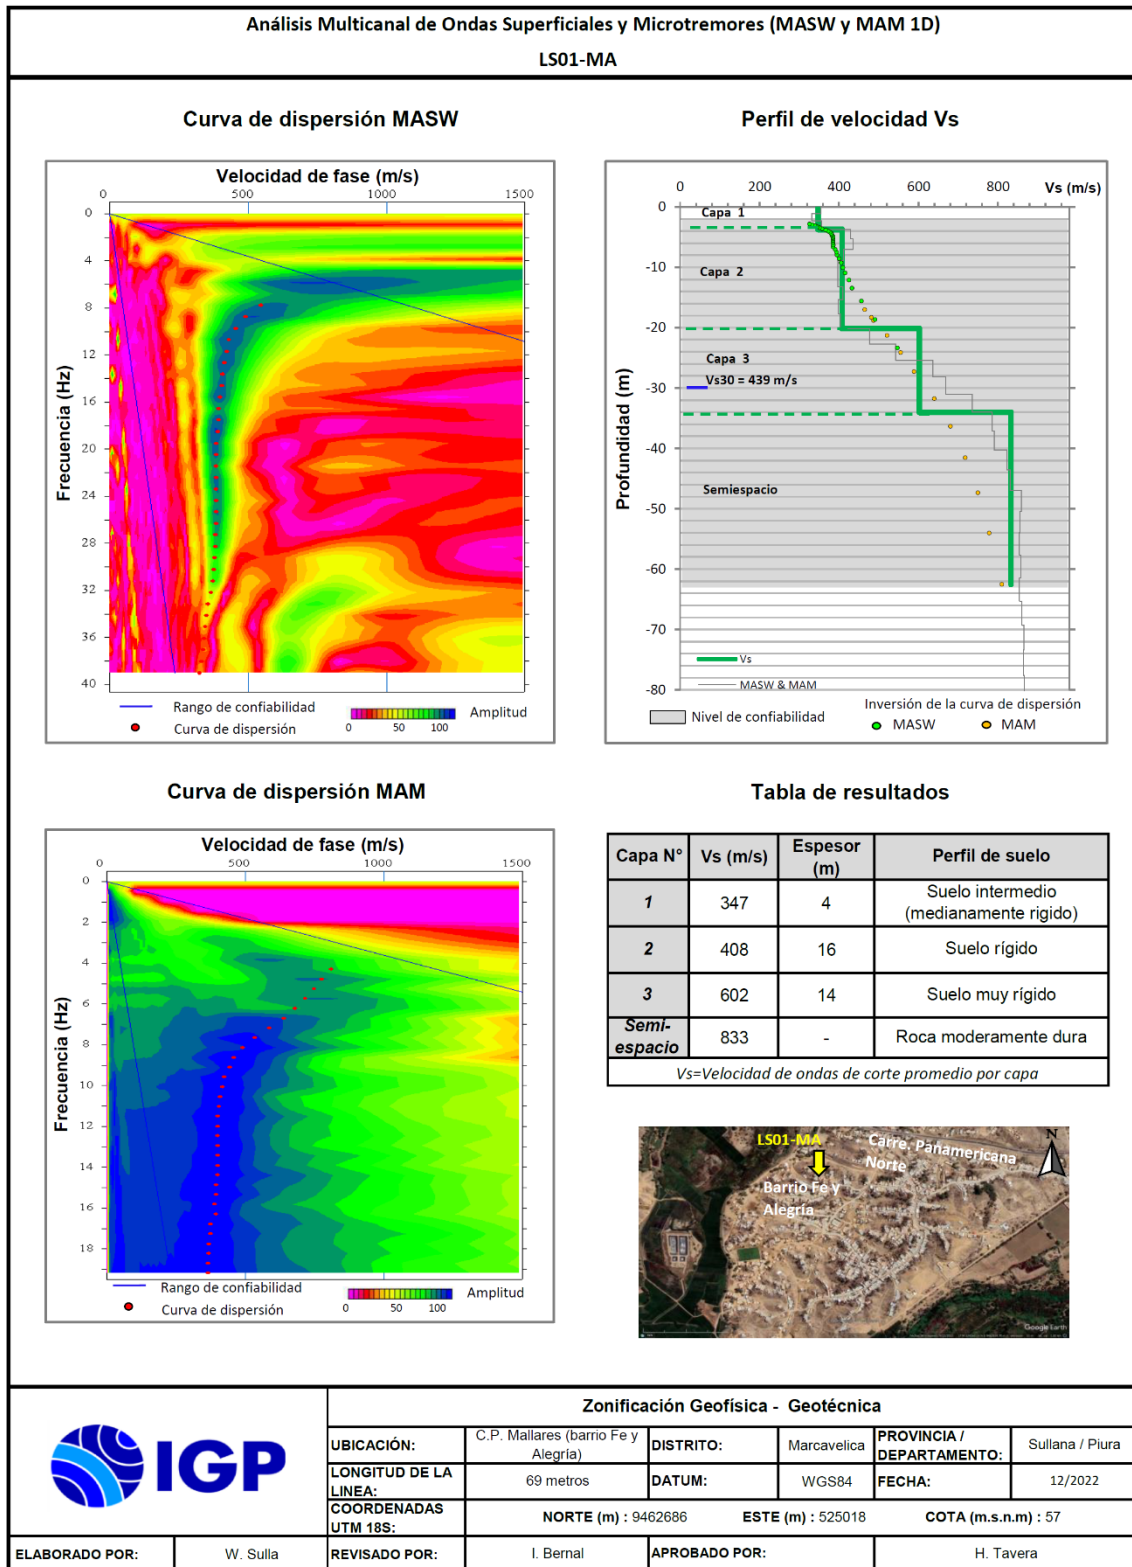 Análisis Multicanal de Ondas Superficiales y Microtremores (MASW y MAM 1D)
LS01-MA
Curva de dispersión MASW
Velocidad de fase (m/s)
0 500 1000 1500
Frecuencia (Hz)
0
4
8
12
16
20
24
28
32
36
40
Rango de confiabilidad
Curva de dispersión
Amplitud
0 50 100
Perfil de velocidad Vs
0 200 400 600 800 Vs (m/s)
Profundidad (m)
0
-10
-20
-30
-40
-50
-60
-70
-80
Capa 1
Capa 2
Capa 3
Vs30 = 439 m/s
Semiespacio
Vs
MASW & MAM
Nivel de confiabilidad
Inversión de la curva de dispersión
MASW MAM
Curva de dispersión MAM
Velocidad de fase (m/s)
0 500 1000 1500
Frecuencia (Hz)
0
2
4
6
8
10
12
14
16
18
Rango de confiabilidad
Curva de dispersión
Amplitud
0 50 100
Tabla de resultados
Capa N° Vs (m/s) Espesor (m) Perfil de suelo
1 347 4 Suelo intermedio (medianamente rigido)
2 408 16 Suelo rígido
3 602 14 Suelo muy rígido
Semi-espacio 833 - Roca moderamente dura
Vs=Velocidad de ondas de corte promedio por capa
LS01-MA
Carre. Panamericana
Norte
N
Barrio Fe y
Alegría
Google Earth
IGP
Zonificación Geofísica - Geotécnica
UBICACIÓN: C.P. Mallares (barrio Fe y Alegría) DISTRITO: Marcavelica PROVINCIA / DEPARTAMENTO: Sullana / Piura
LONGITUD DE LA LINEA: 69 metros DATUM: WGS84 FECHA: 12/2022
COORDENADAS UTM 18S: NORTE (m) : 9462686 ESTE (m) : 525018 COTA (m.s.n.m) : 57
ELABORADO POR: W. Sulla REVISADO POR: I. Bernal APROBADO POR: H. Tavera